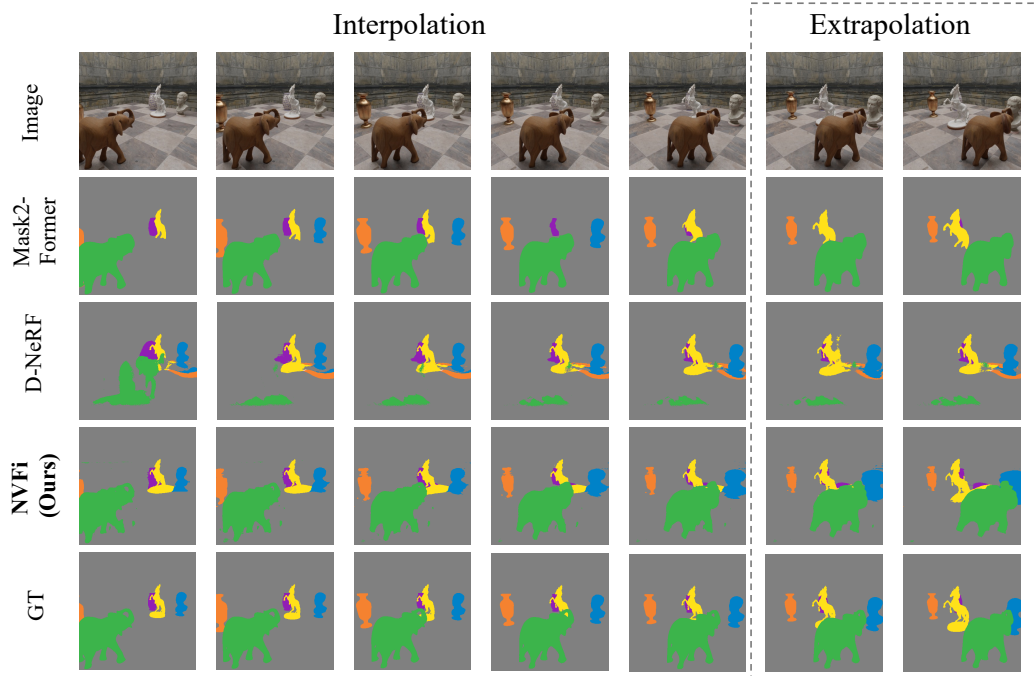 Interpolation
Extrapolation
Image
Mask2-
Former
D-NeRF
NVFi
(Ours)
GT